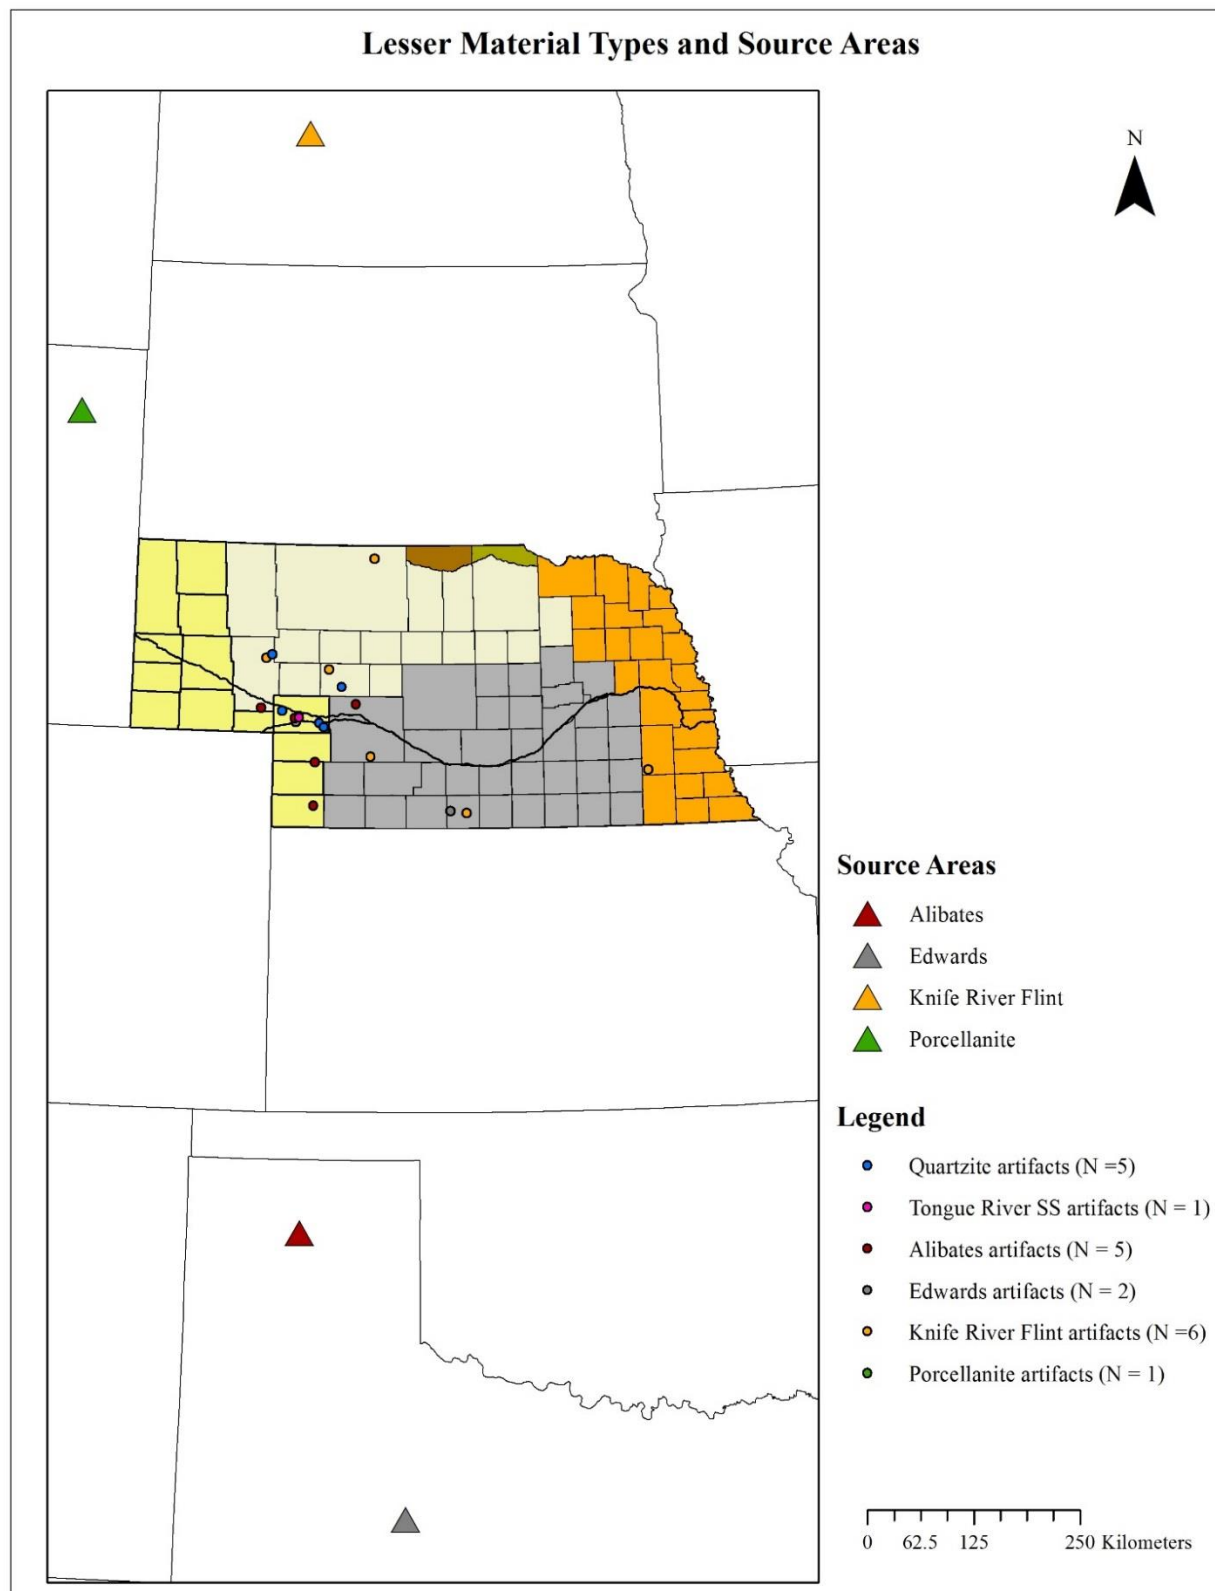 Lesser Material Types and Source Areas
N
Source Areas
Alibates
Edwards
Knife River Flint
Porcellanite
Legend
Quartzite artifacts (N =5)
Tongue River SS artifacts (N = 1)
Alibates artifacts (N = 5)
Edwards artifacts (N = 2)
Knife River Flint artifacts (N =6)
Porcellanite artifacts (N = 1)
0 62.5 125 250 Kilometers